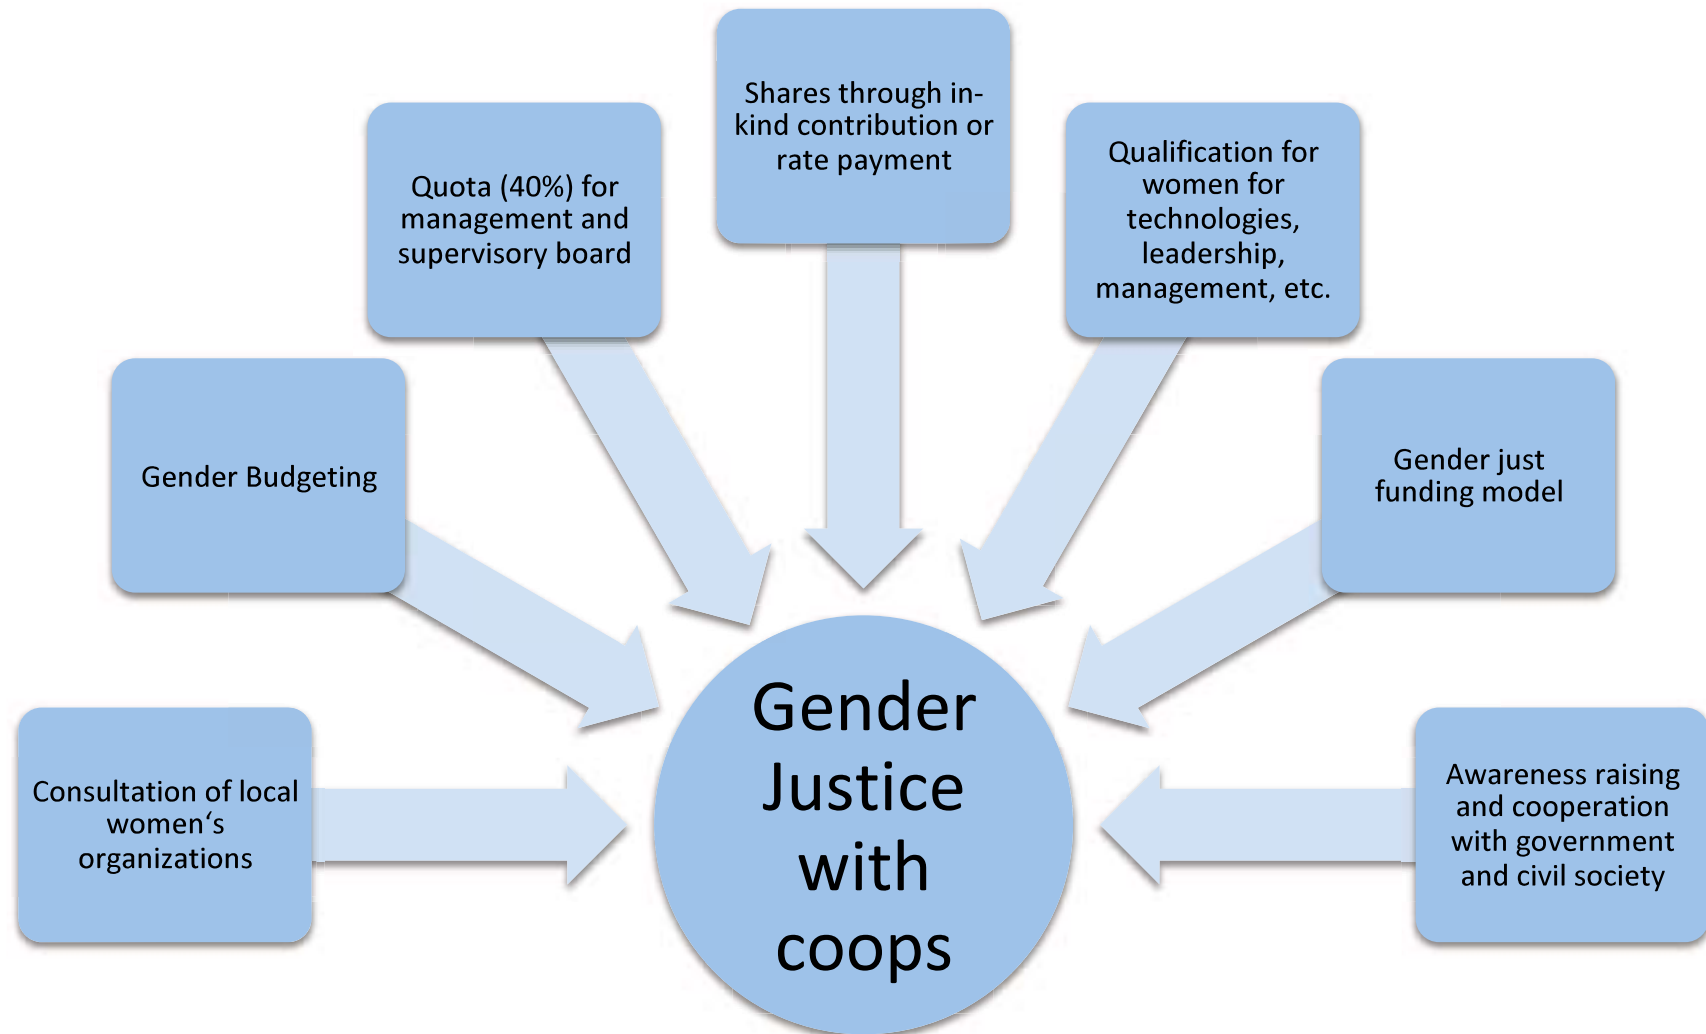 Shares through in-
kind contribution or
rate payment
Quota (40%) for
management and
supervisory board
Qualification for
women for
technologies,
leadership,
management, etc.
Gender Budgeting
Gender just
funding model
Consultation of local
women‘s
organizations
Awareness raising
and cooperation
with government
and civil society
Gender
Justice
with
coops